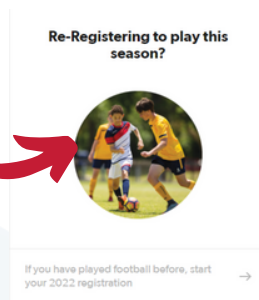 Re-Registering to play this
season?
If you have played football before, start
your 2022 registration